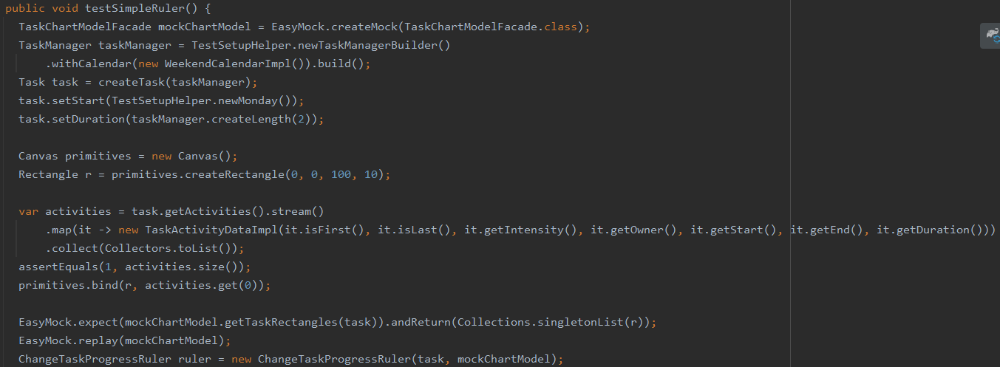 public void testSimpleRuler() {
TaskChartModelFacade mockChartModel = EasyMock.createMock(TaskChartModelFacade.class);
TaskManager taskManager = TestSetupHelper.newTaskManagerBuilder()
.withCalendar(new WeekendCalendarImpl()).build();
Task task = createTask(taskManager);
task.setStart(TestSetupHelper.newMonday());
task.setDuration(taskManager.createLength(2));
Canvas primitives = new Canvas();
Rectangle r = primitives.createRectangle(0, 0, 100, 10);
var activities = task.getActivities().stream()
.map(it -> new TaskActivityDataImpl(it.isFirst(), it.isLast(), it.getIntensity(), it.getOwner(), it.getStart(), it.getEnd(), it.getDuration()))
.collect(Collectors.toList());
assertEquals(1, activities.size());
primitives.bind(r, activities.get(0));
EasyMock.expect(mockChartModel.getTaskRectangles(task)).andReturn(Collections.singletonList(r));
EasyMock.replay(mockChartModel);
ChangeTaskProgressRuler ruler = new ChangeTaskProgressRuler(task, mockChartModel);